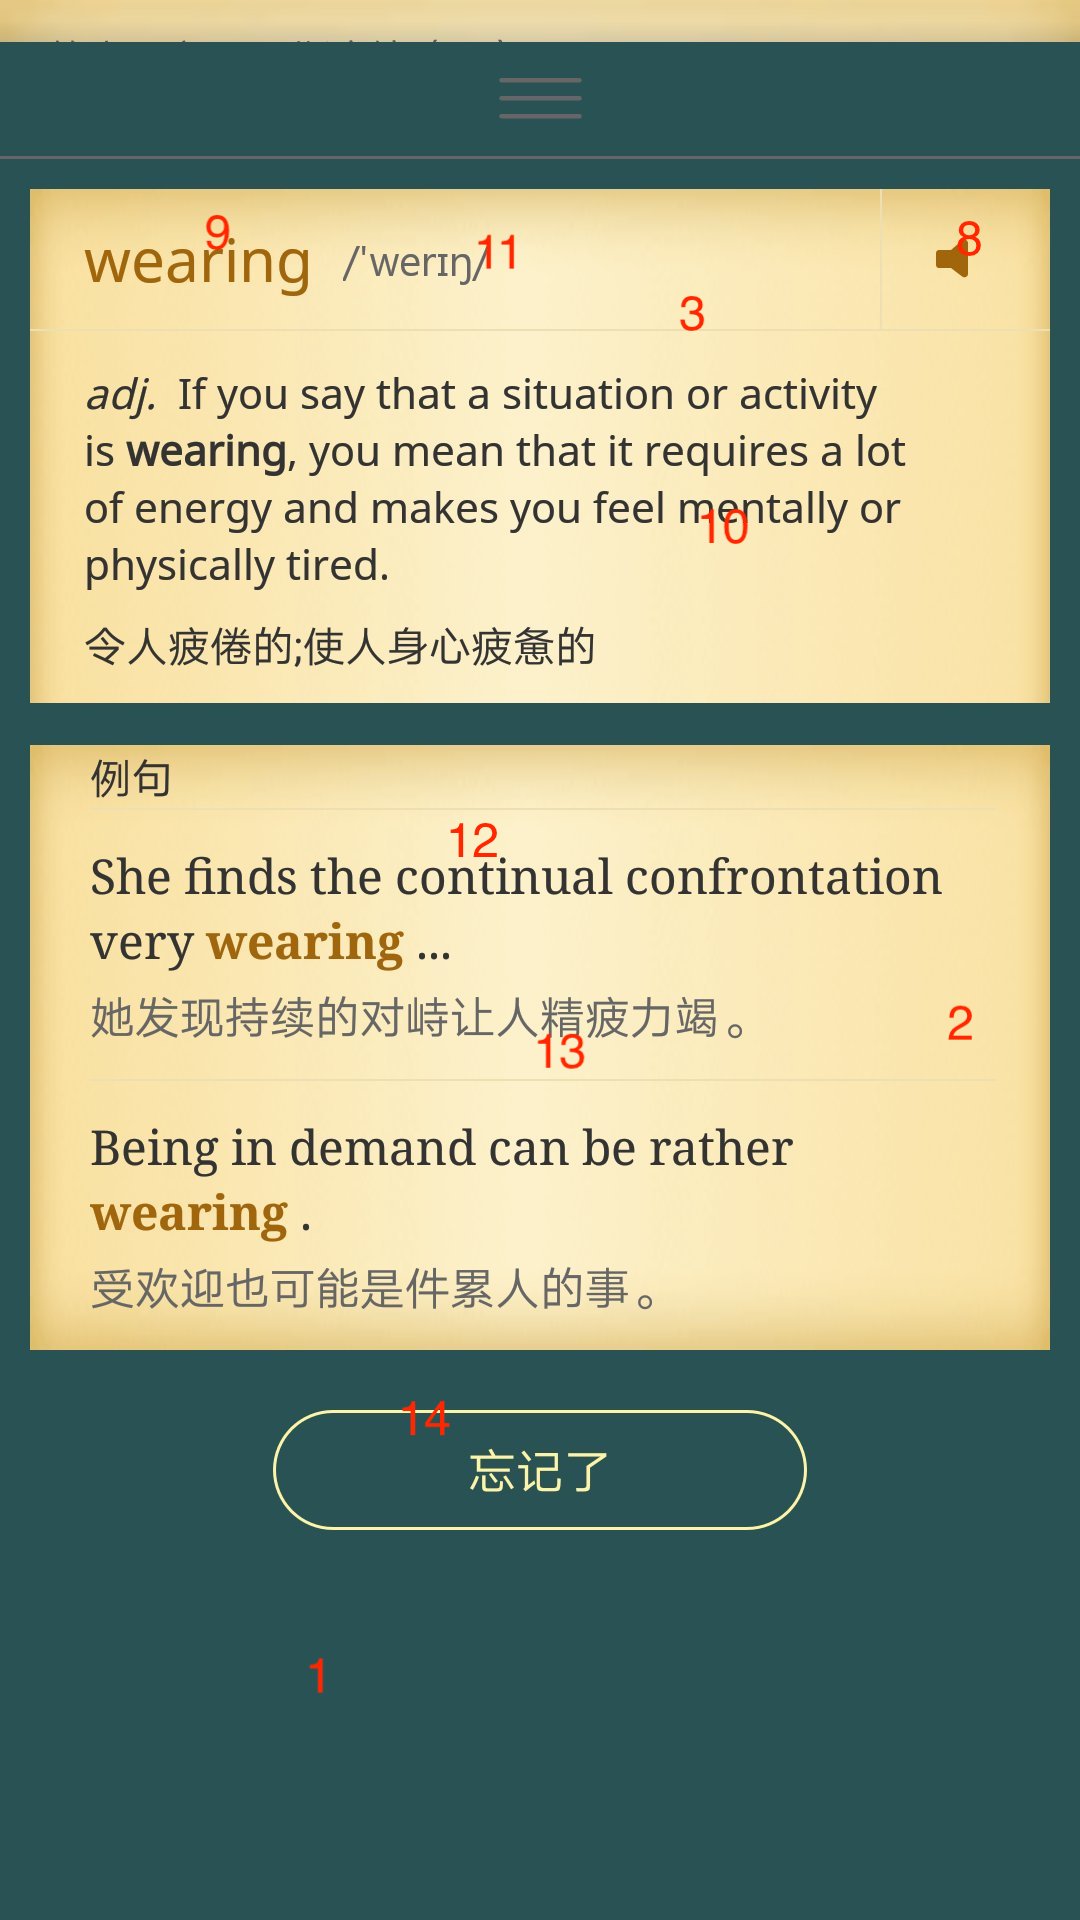 9
wearing /ˈwerɪŋ/
11
8
3
adj. If you say that a situation or activity
is wearing, you mean that it requires a lot
of energy and makes you feel mentally or
10
physically tired.
令人疲倦的;使人身心疲惫的
例句
12
She finds the continual confrontation
very wearing ...
她发现持续的对峙让人精疲力竭。
2
13
Being in demand can be rather
wearing .
受欢迎也可能是件累人的事。
14
忘记了
1